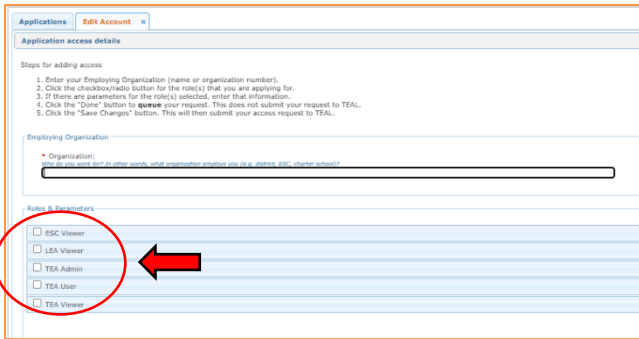 Applications Edit Account x
Application access details
Steps for adding access
1. Enter your Employing Organization (name or organization number).
2. Click the checkbox/radio button for the role(s) that you are applying for.
3. If there are parameters for the role(s) selected, enter that information.
4. Click the "Done" button to queue your request. This does not submit your request to TEAL.
5. Click the "Save Changes" button. This will then submit your access request to TEAL.
Employing Organization
* Organization:
Who do you work for? In other words, what organization employs you (e.g. district, ESC, charter school)?
Roles & Parameters
ESC Viewer
LEA Viewer
TEA Admin
TEA User
TEA Viewer